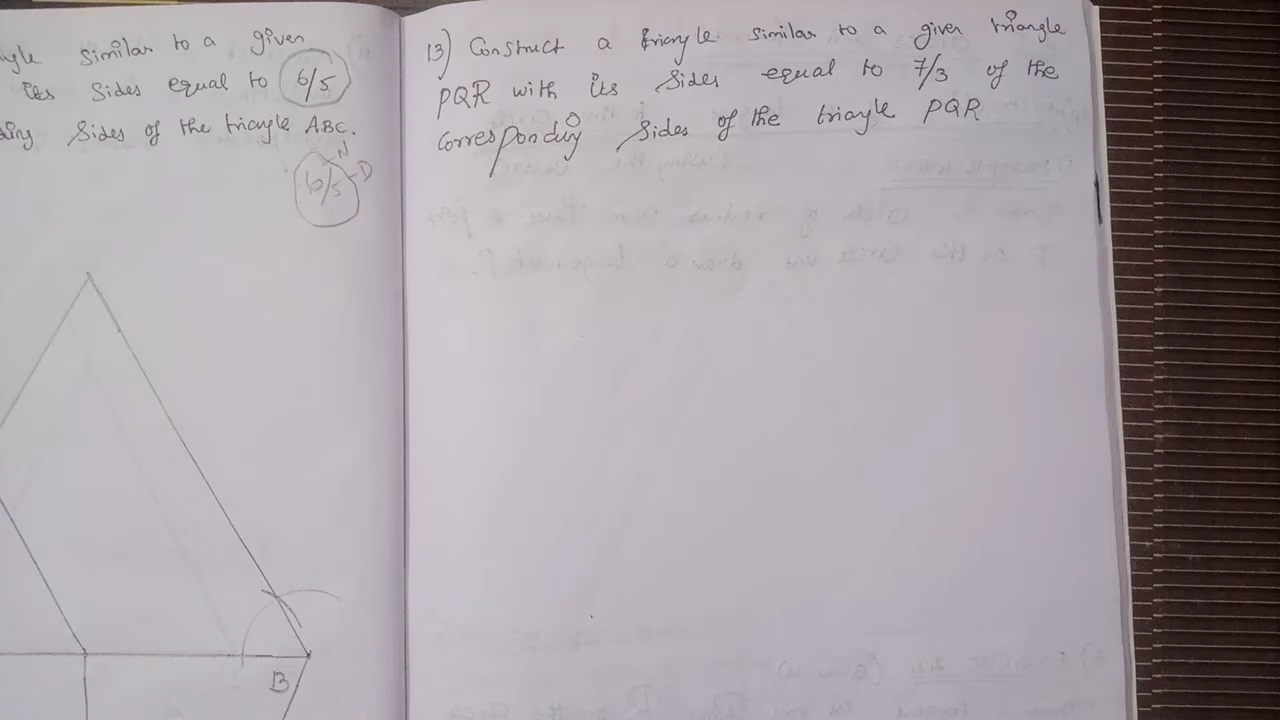 Similar to a given
Its Sides equal to 6/5
Sides of the triangle ABC.
N
6/5 D
B
13) Construct a triangle similar to a given triangle
PQR with its Sides equal to 7/3 of the
corresponding Sides of the triangle PQR